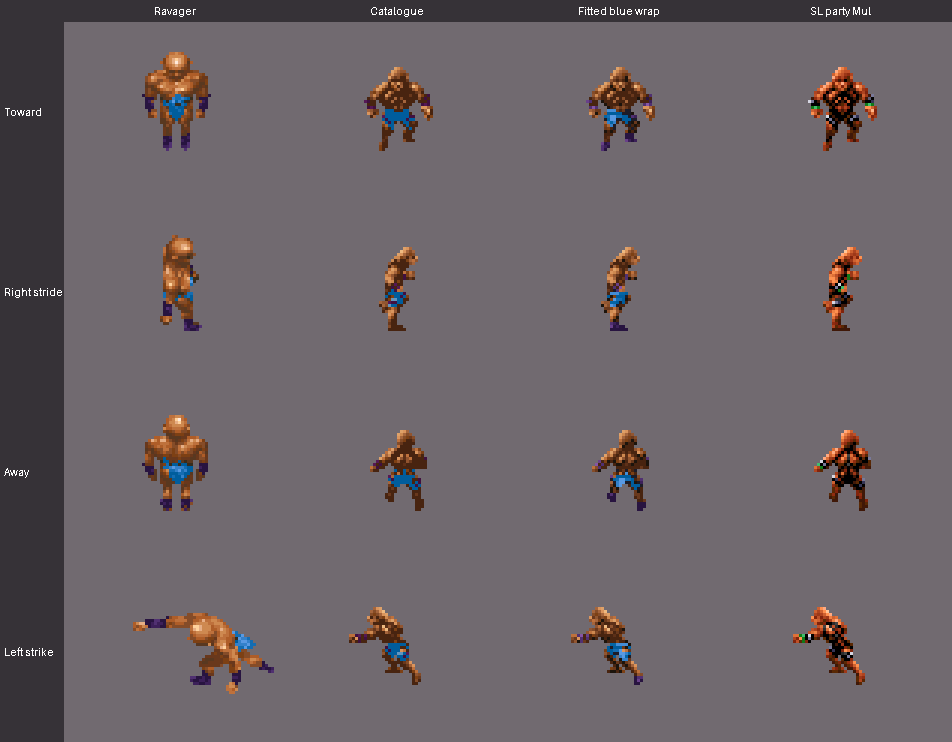 Ravager Catalogue Fitted blue wrap SL party Mul
Toward
Right stride
Away
Left strike